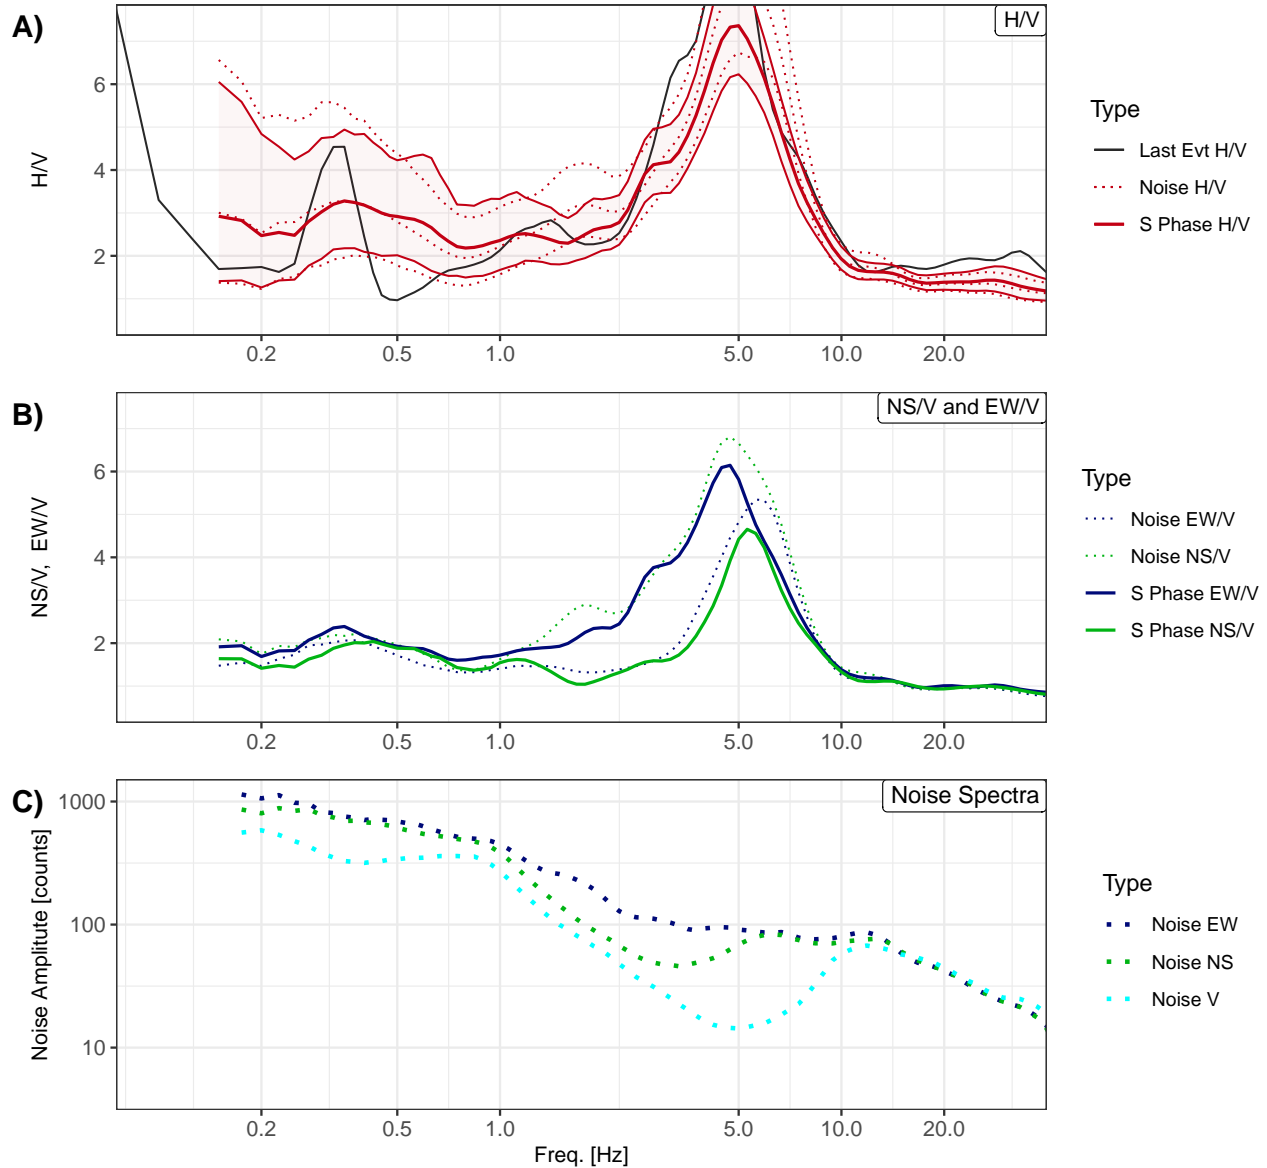 A)
H/V
H/V
6
4
2
0.2 0.5 1.0 5.0 10.0 20.0
Type
Last Evt H/V
Noise H/V
S Phase H/V
B)
NS/V and EW/V
NS/V, EW/V
6
4
2
0.2 0.5 1.0 5.0 10.0 20.0
Type
Noise EW/V
Noise NS/V
S Phase EW/V
S Phase NS/V
C)
Noise Spectra
Noise Amplitute [counts]
1000
100
10
0.2 0.5 1.0 5.0 10.0 20.0
Freq. [Hz]
Type
Noise EW
Noise NS
Noise V